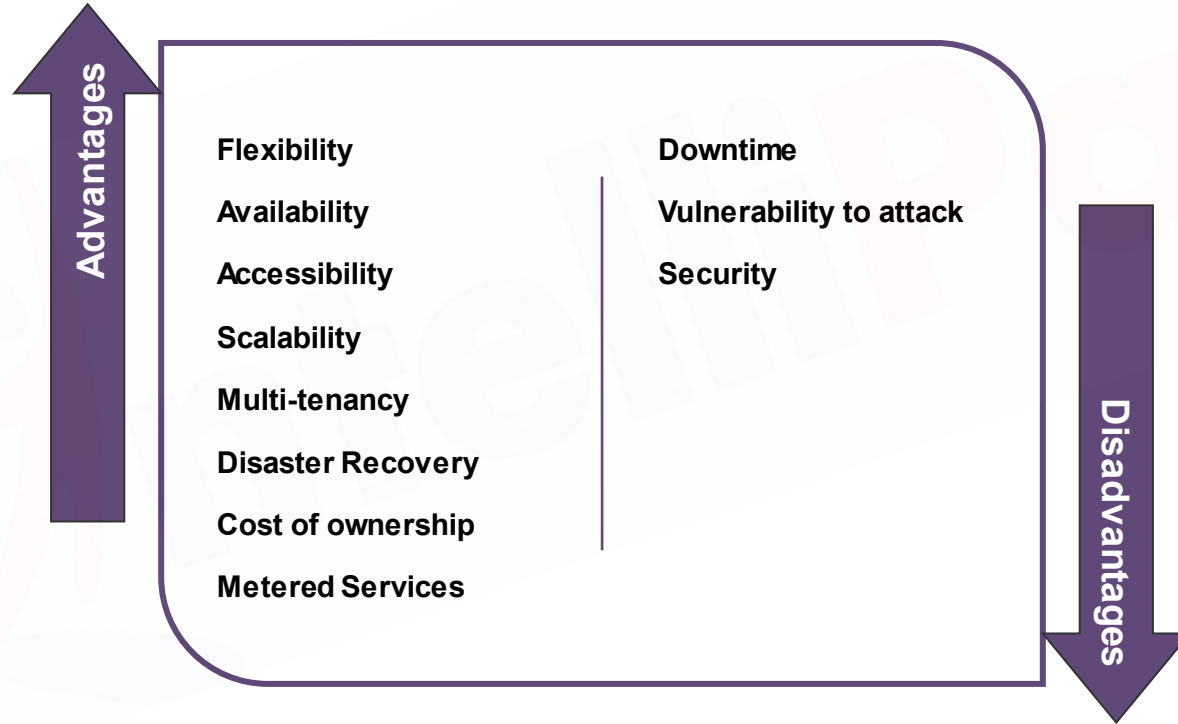 Advantages
Flexibility
Availability
Accessibility
Scalability
Multi-tenancy
Disaster Recovery
Cost of ownership
Metered Services
Downtime
Vulnerability to attack
Security
Disadvantages